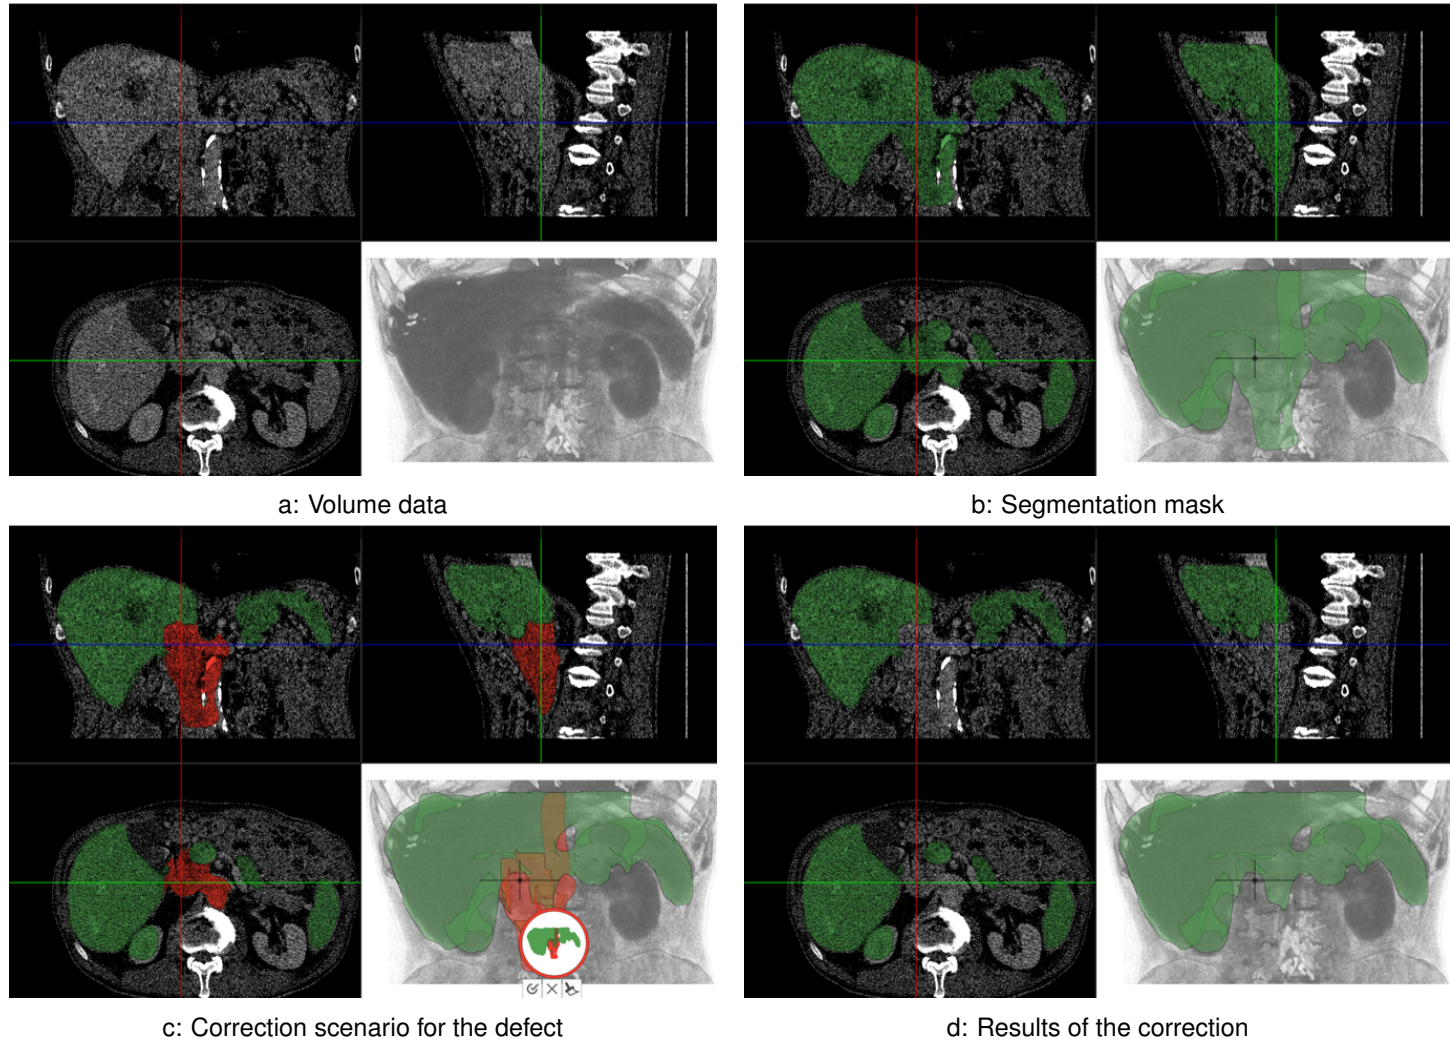 a: Volume data
b: Segmentation mask
c: Correction scenario for the defect
d: Results of the correction